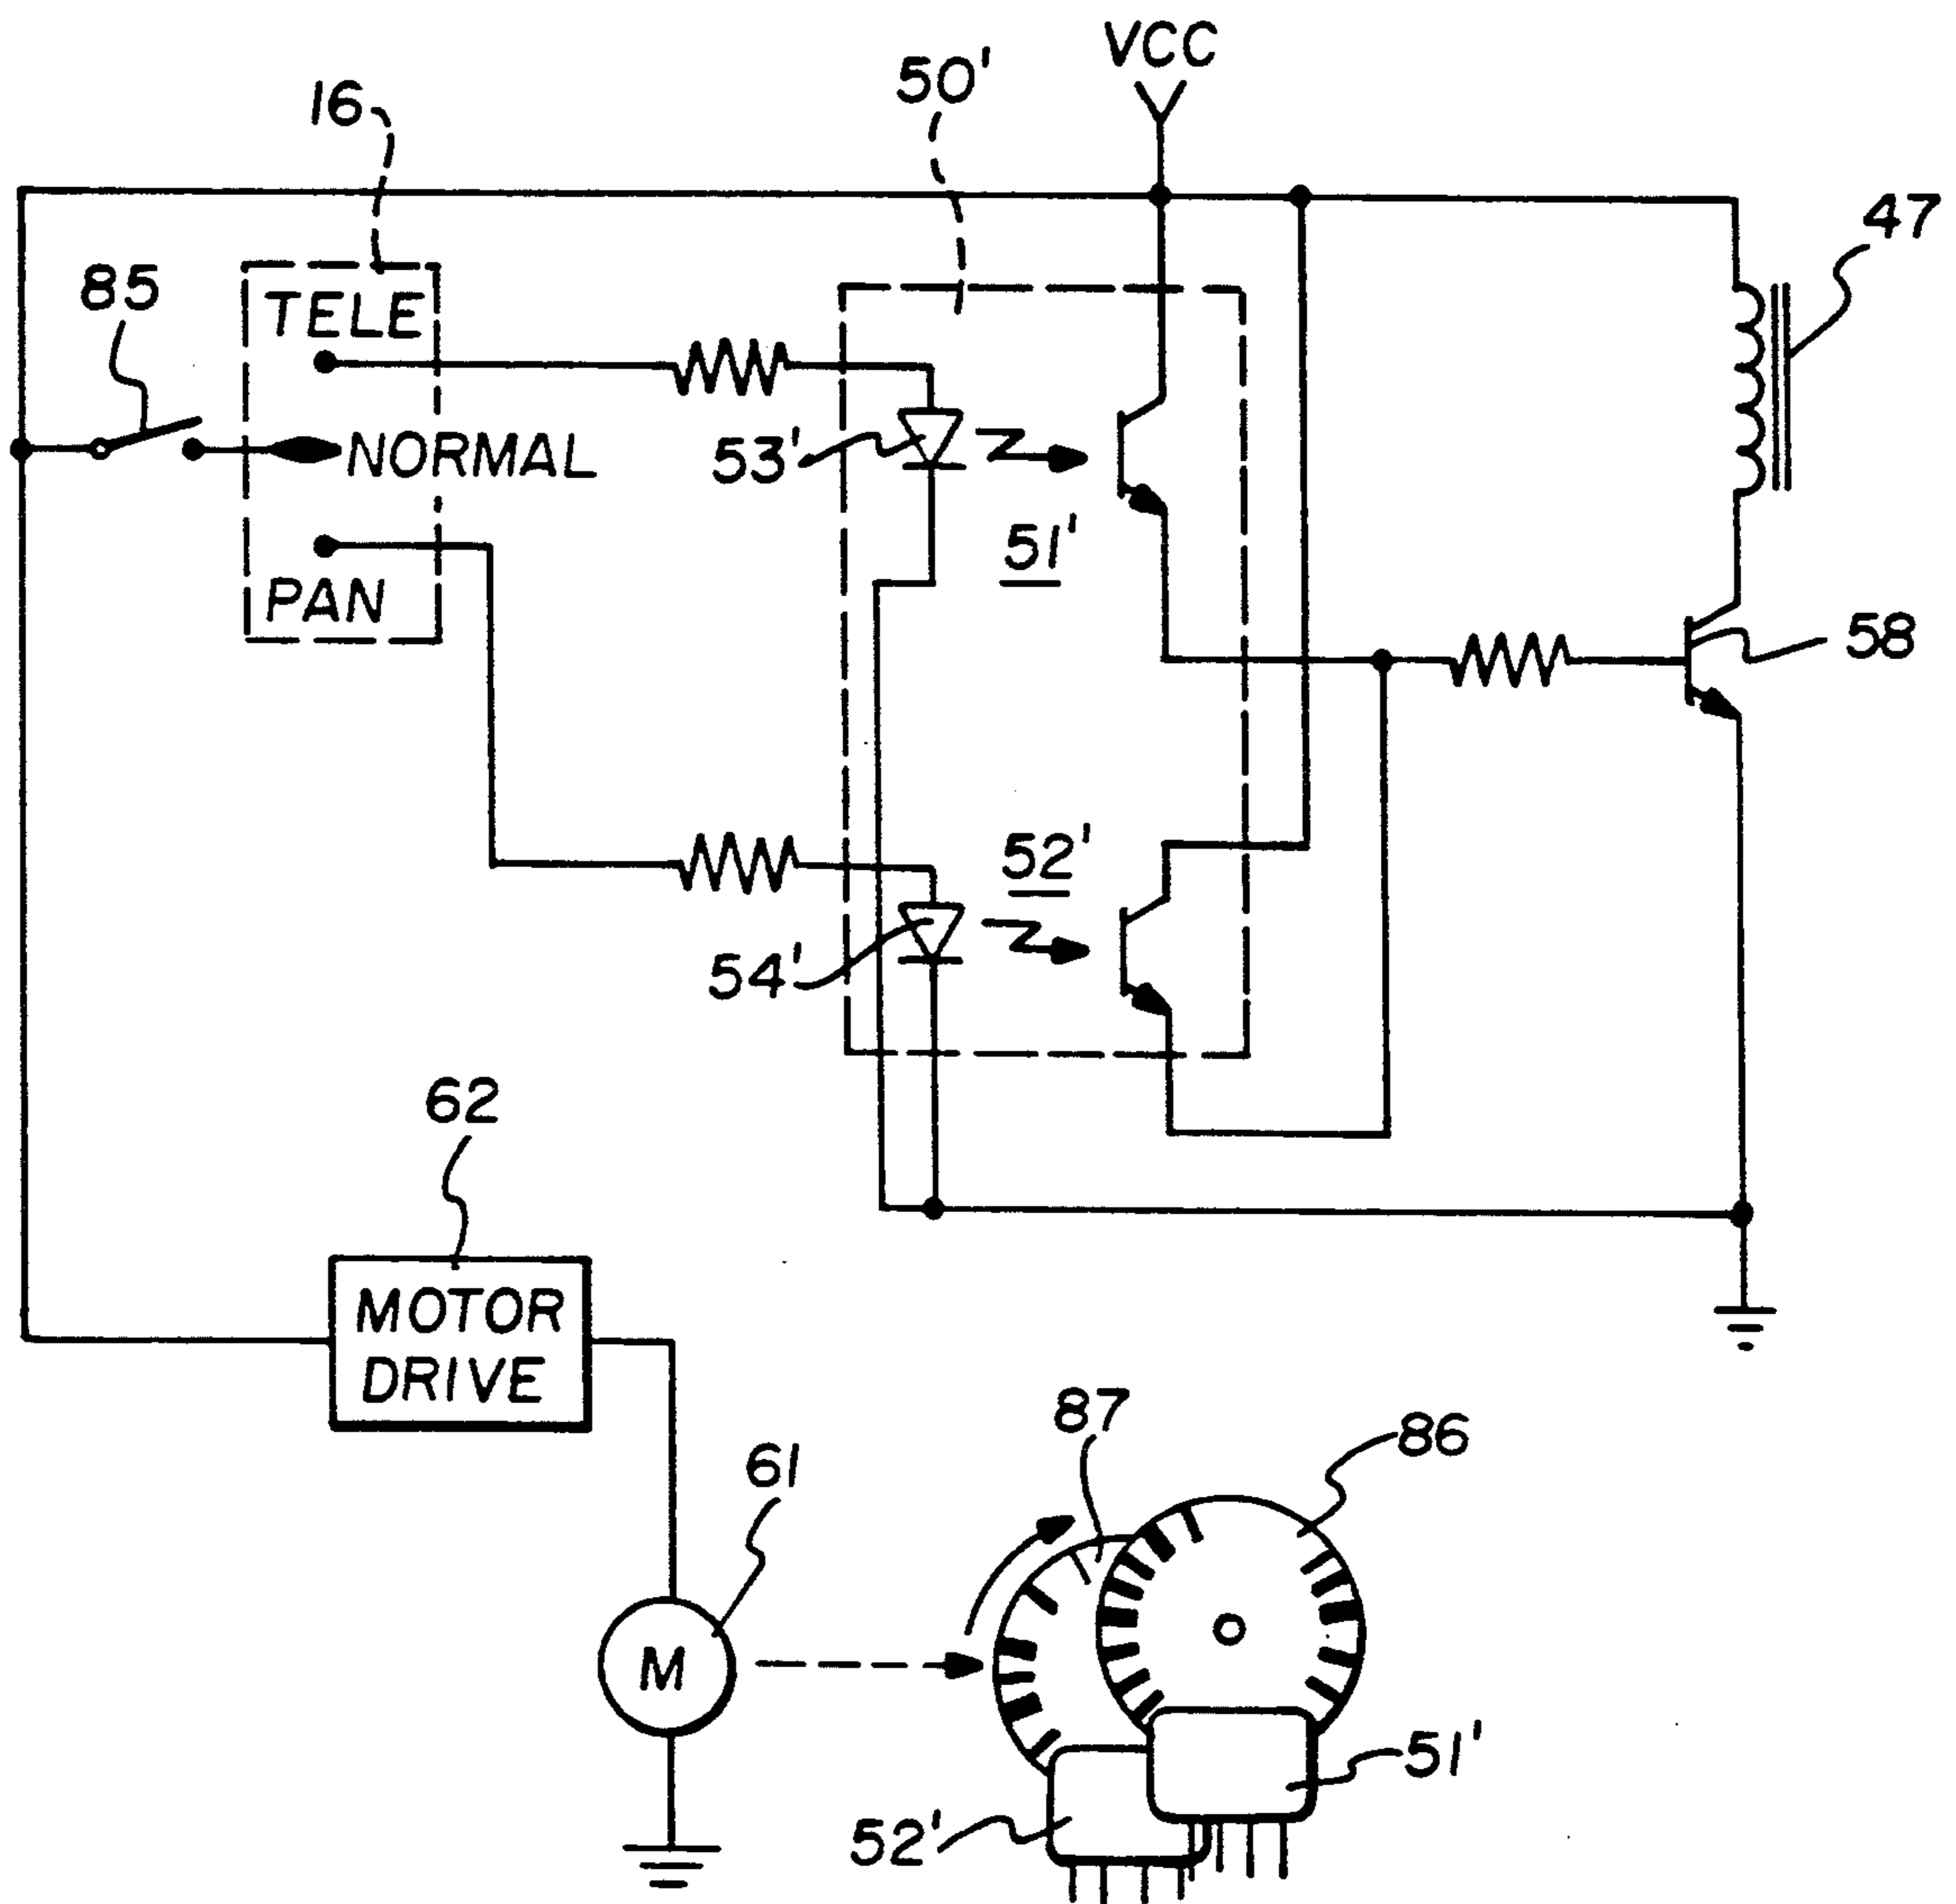 VCC
50'
16
47
85
TELE
NORMAL
53'
51'
PAN
58
52'
54'
62
MOTOR
DRIVE
87
86
61
M
51'
52'